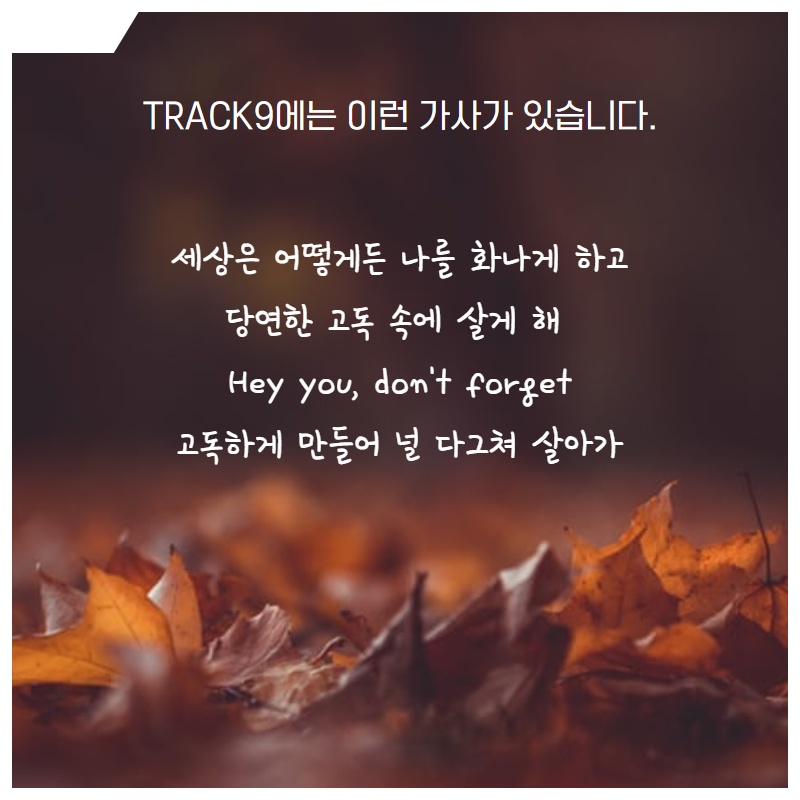 TRACK9에는 이런 가사가 있습니다.
세상은 어떻게든 나를 화나게 하고
당연한 고독 속에 살게 해
Hey you, don't forget
고독하게 만들어 널 다그쳐 살아가